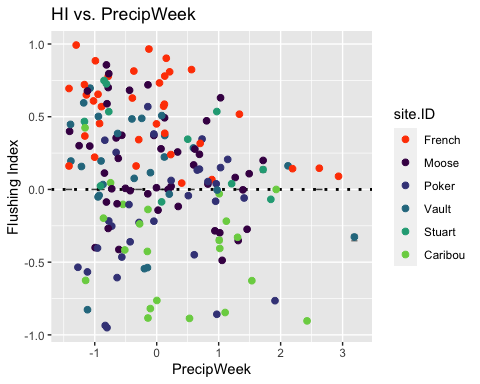 HI vs. PrecipWeek
1.0
0.5
0.0
-0.5
-1.0
Flushing Index
-1
0
1
2
3
PrecipWeek
site.ID
French
Moose
Poker
Vault
Stuart
Caribou